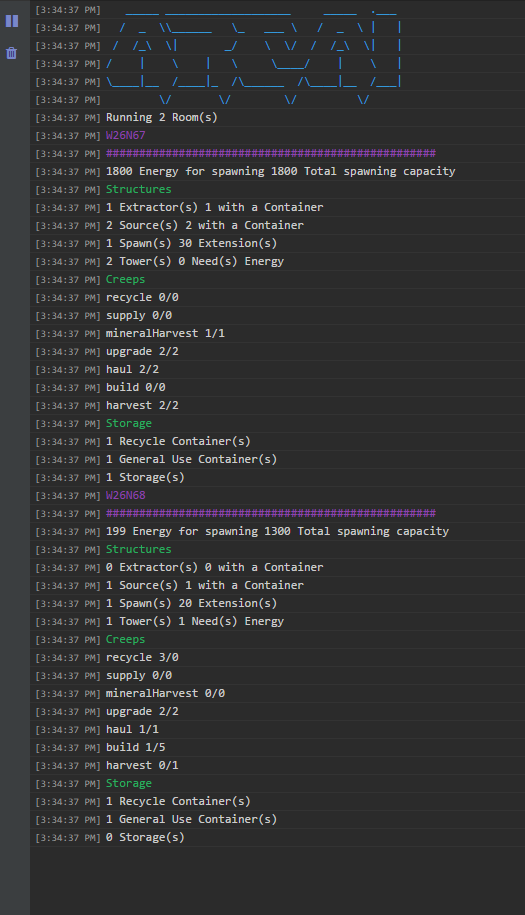 [3:34:37 PM]    _____ ___________________      _____  .___
[3:34:37 PM]   /  _  \\______   \_   ___ \   /  _  \ |   |
[3:34:37 PM]  /  /_\  \|       _/    \  \/  /  /_\  \|   |
[3:34:37 PM] /    |    \    |   \     \____/    |    \   |
[3:34:37 PM] \____|__  /____|_  /\______  /\____|__  /___|
[3:34:37 PM]         \/       \/        \/         \/
[3:34:37 PM] Running 2 Room(s)
[3:34:37 PM] W26N67
[3:34:37 PM] ##################################################
[3:34:37 PM] 1800 Energy for spawning 1800 Total spawning capacity
[3:34:37 PM] Structures
[3:34:37 PM] 1 Extractor(s) 1 with a Container
[3:34:37 PM] 2 Source(s) 2 with a Container
[3:34:37 PM] 1 Spawn(s) 30 Extension(s)
[3:34:37 PM] 2 Tower(s) 0 Need(s) Energy
[3:34:37 PM] Creeps
[3:34:37 PM] recycle 0/0
[3:34:37 PM] supply 0/0
[3:34:37 PM] mineralHarvest 1/1
[3:34:37 PM] upgrade 2/2
[3:34:37 PM] haul 2/2
[3:34:37 PM] build 0/0
[3:34:37 PM] harvest 2/2
[3:34:37 PM] Storage
[3:34:37 PM] 1 Recycle Container(s)
[3:34:37 PM] 1 General Use Container(s)
[3:34:37 PM] 1 Storage(s)
[3:34:37 PM] W26N68
[3:34:37 PM] ##################################################
[3:34:37 PM] 199 Energy for spawning 1300 Total spawning capacity
[3:34:37 PM] Structures
[3:34:37 PM] 0 Extractor(s) 0 with a Container
[3:34:37 PM] 1 Source(s) 1 with a Container
[3:34:37 PM] 1 Spawn(s) 20 Extension(s)
[3:34:37 PM] 1 Tower(s) 1 Need(s) Energy
[3:34:37 PM] Creeps
[3:34:37 PM] recycle 3/0
[3:34:37 PM] supply 0/0
[3:34:37 PM] mineralHarvest 0/0
[3:34:37 PM] upgrade 2/2
[3:34:37 PM] haul 1/1
[3:34:37 PM] build 1/5
[3:34:37 PM] harvest 0/1
[3:34:37 PM] Storage
[3:34:37 PM] 1 Recycle Container(s)
[3:34:37 PM] 1 General Use Container(s)
[3:34:37 PM] 0 Storage(s)